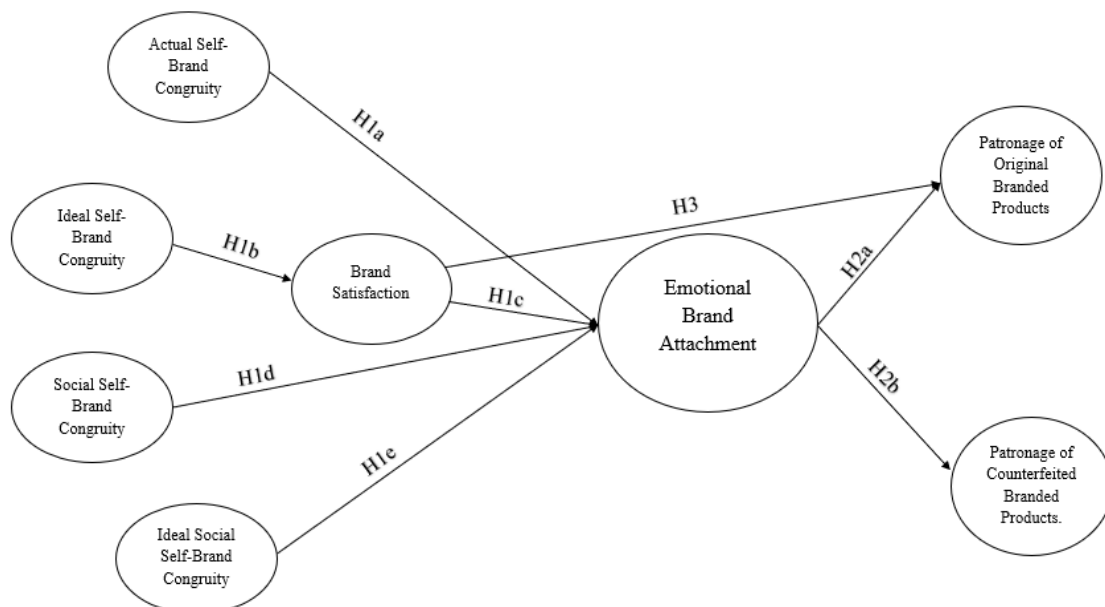 Actual Self-
Brand
Congruity
H1a
Ideal Self-
Brand
Congruity
H1b
Brand
Satisfaction
H1c
H3
Social Self-
Brand
Congruity
H1d
Ideal Social
Self-Brand
Congruity
H1e
Emotional
Brand
Attachment
H2a
H2b
Patronage of
Original
Branded
Products
Patronage of
Counterfeited
Branded
Products.